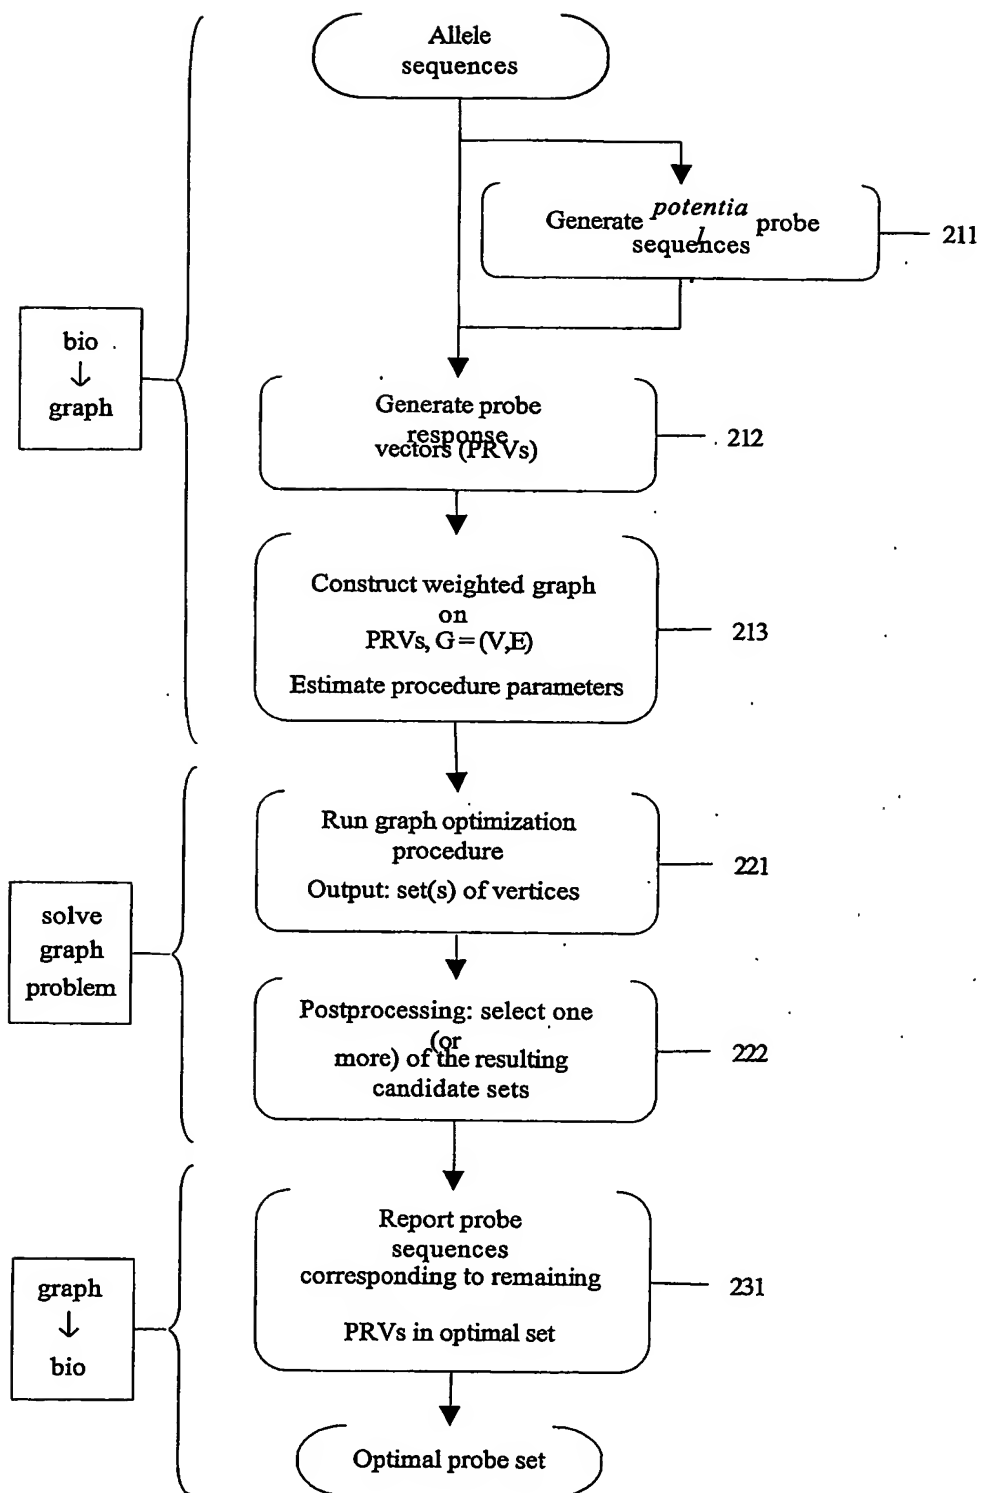 Allele
sequences
Generate potentia
l probe
sequences
211
bio
↓
graph
Generate probe
response
vectors (PRVs)
212
Construct weighted graph
on
PRVs, G = (V,E)
Estimate procedure parameters
213
Run graph optimization
procedure
Output: set(s) of vertices
221
solve
graph
problem
Postprocessing: select one
(or
more) of the resulting
candidate sets
222
Report probe
sequences
corresponding to remaining
PRVs in optimal set
231
graph
↓
bio
Optimal probe set